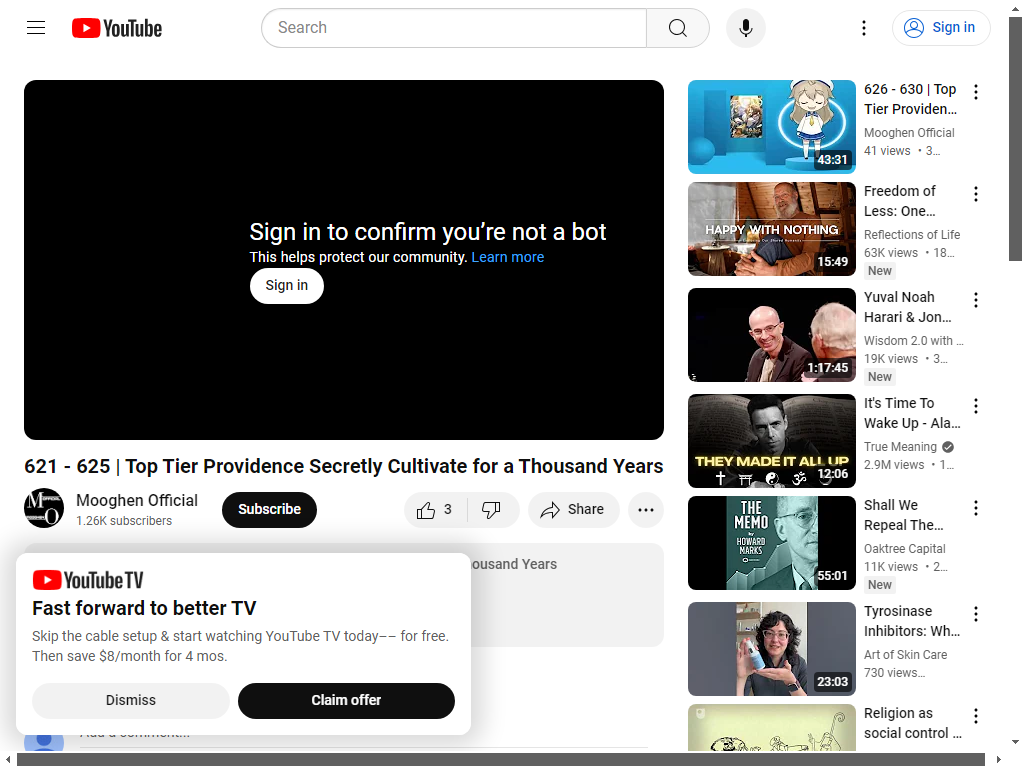 YouTube
Search
Sign in
Sign in to confirm you’re not a bot
This helps protect our community. Learn more
Sign in
621 - 625 | Top Tier Providence Secretly Cultivate for a Thousand Years
Mooghen Official
1.26K subscribers
Subscribe
3
Share
ousand Years
YouTube TV
Fast forward to better TV
Skip the cable setup & start watching YouTube TV today–– for free.
Then save $8/month for 4 mos.
Dismiss
Claim offer
Add a comment...
43:31
626 - 630 | Top
Tier Providen...
Mooghen Official
41 views • 3...
HAPPY WITH NOTHING
15:49
Freedom of
Less: One...
Reflections of Life
63K views • 18...
New
1:17:45
Yuval Noah
Harari & Jon...
Wisdom 2.0 with ...
19K views • 3...
New
THEY MADE IT ALL UP
12:06
It's Time To
Wake Up - Ala...
True Meaning
2.9M views • 1...
THE
MEMO
by
HOWARD
MARKS
55:01
Shall We
Repeat The...
Oaktree Capital
11K views • 2...
New
23:03
Tyrosinase
Inhibitors: Wh...
Art of Skin Care
730 views...
Religion as
social control ...